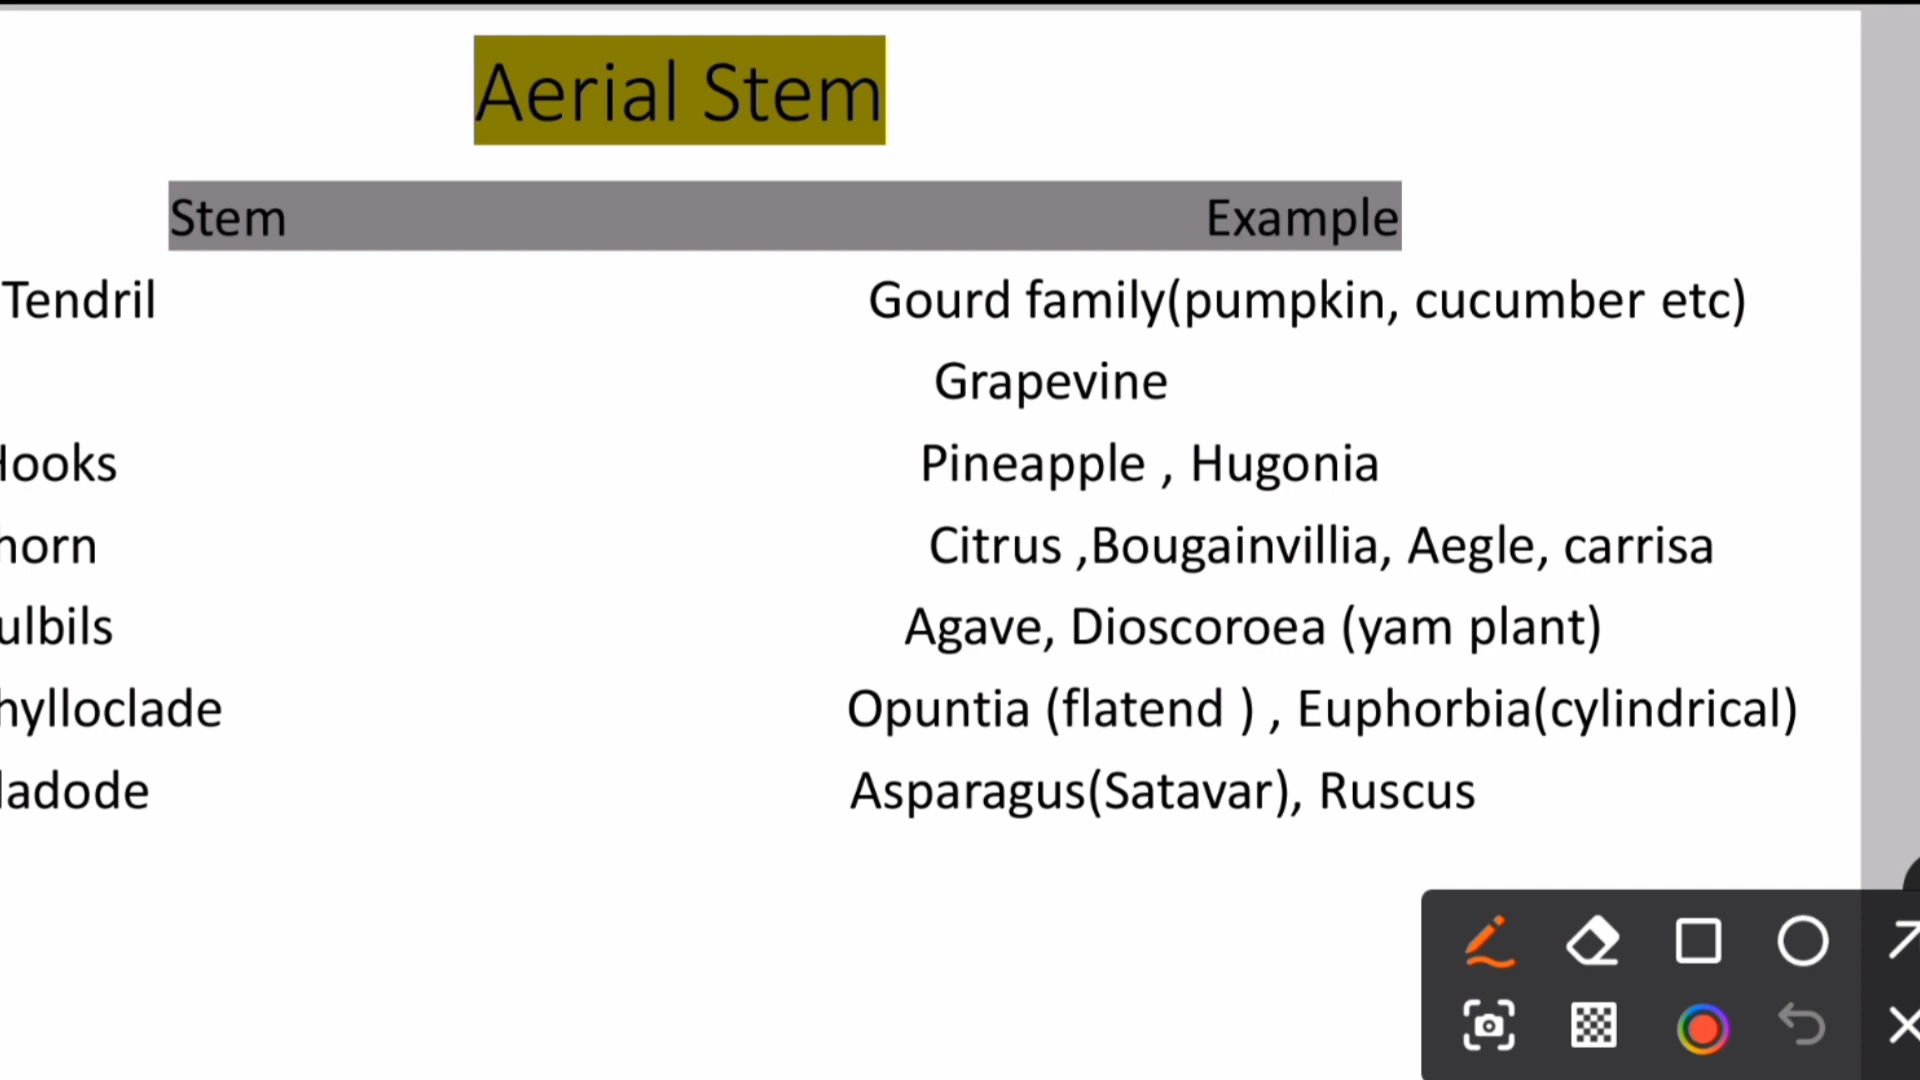 Aerial Stem
Stem Example
Tendril Gourd family(pumpkin, cucumber etc)
Grapevine
Hooks Pineapple , Hugonia
horn Citrus ,Bougainvillia, Aegle, carrisa
ulbils Agave, Dioscoroea (yam plant)
hylloclade Opuntia (flatend ) , Euphorbia(cylindrical)
ladode Asparagus(Satavar), Ruscus